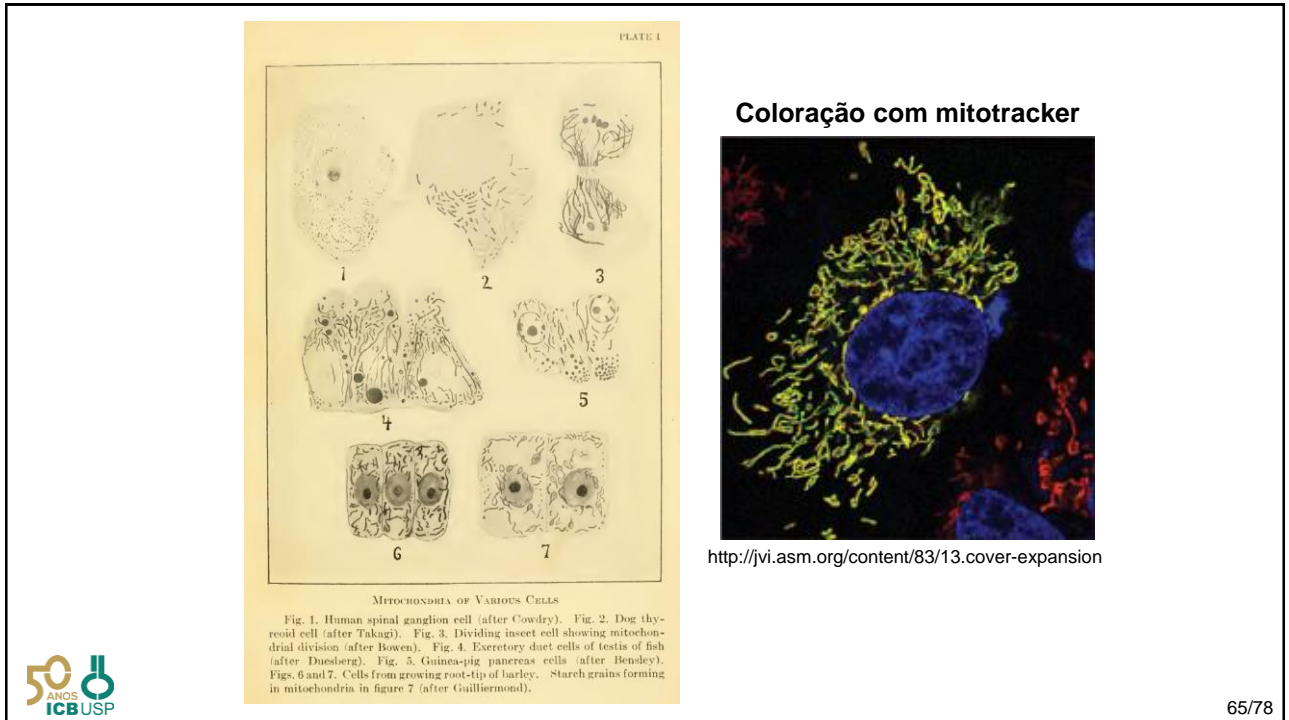 PLATE I
1
2
3
4
5
6
7
MITOCHONDRIA OF VARIOUS CELLS
Fig. 1. Human spinal ganglion cell (after Cowdry). Fig. 2. Dog thy-
reoid cell (after Takagi). Fig. 3. Dividing insect cell showing mitochon-
drial division (after Bowen). Fig. 4. Excretory duct cells of testis of fish
(after Duesberg). Fig. 5. Guinea-pig pancreas cells (after Bensley).
Figs. 6 and 7. Cells from growing root-tip of barley. Starch grains forming
in mitochondria in figure 7 (after Guilliermond).
Coloração com mitotracker
http://jvi.asm.org/content/83/13.cover-expansion
50
ANOS
ICBUSP
65/78